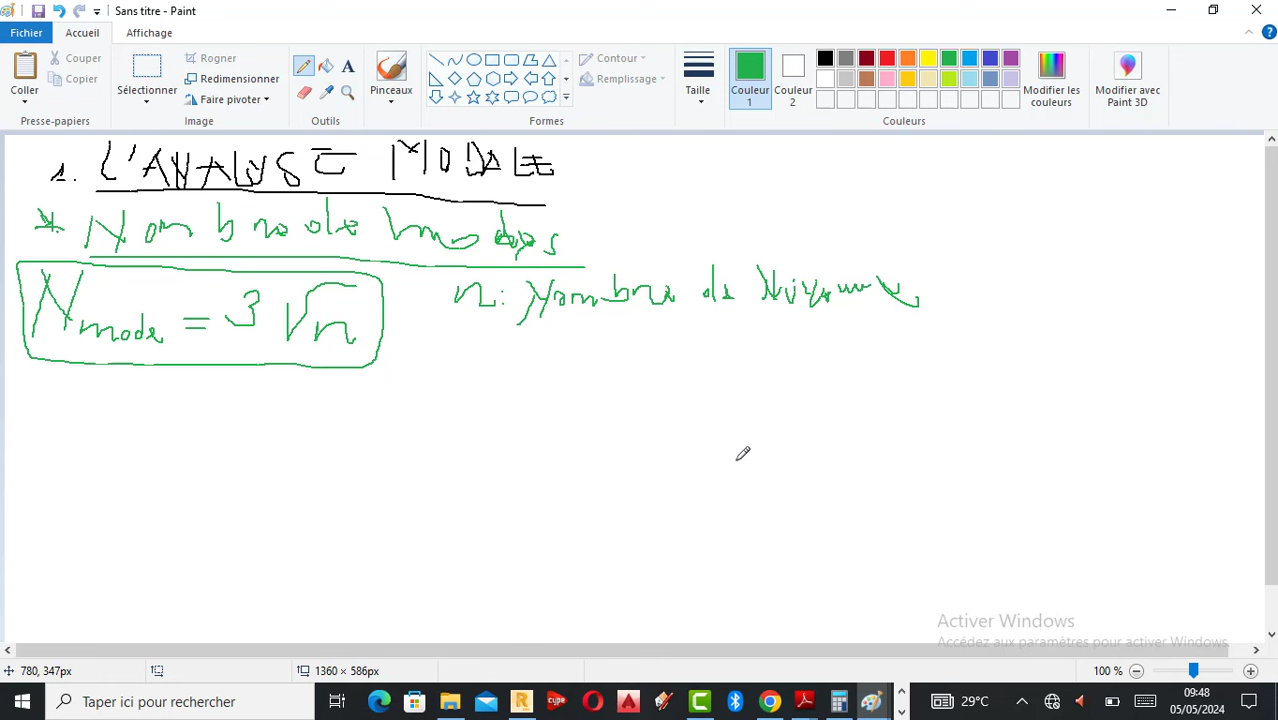 Sans titre - Paint
Fichier Accueil Affichage
Coller
Couper
Copier
Presse-papiers
Sélectionner
Rogner
Redimensionner
Faire pivoter
Image
A
Outils
Pinceaux
Contour
Remplissage
Formes
Taille
Couleur 1
Couleur 2
Modifier les couleurs
Couleurs
Modifier avec Paint 3D
1. L'ANALYSE MODALE
* Nombre de modes
N mode = 3 √n
n: Nombre de Niveaux
Activer Windows
Accédez aux paramètres pour activer Windows.
780, 347px
1360 × 586px
100 %
Taper ici pour rechercher
29°C
09:48
05/05/2024